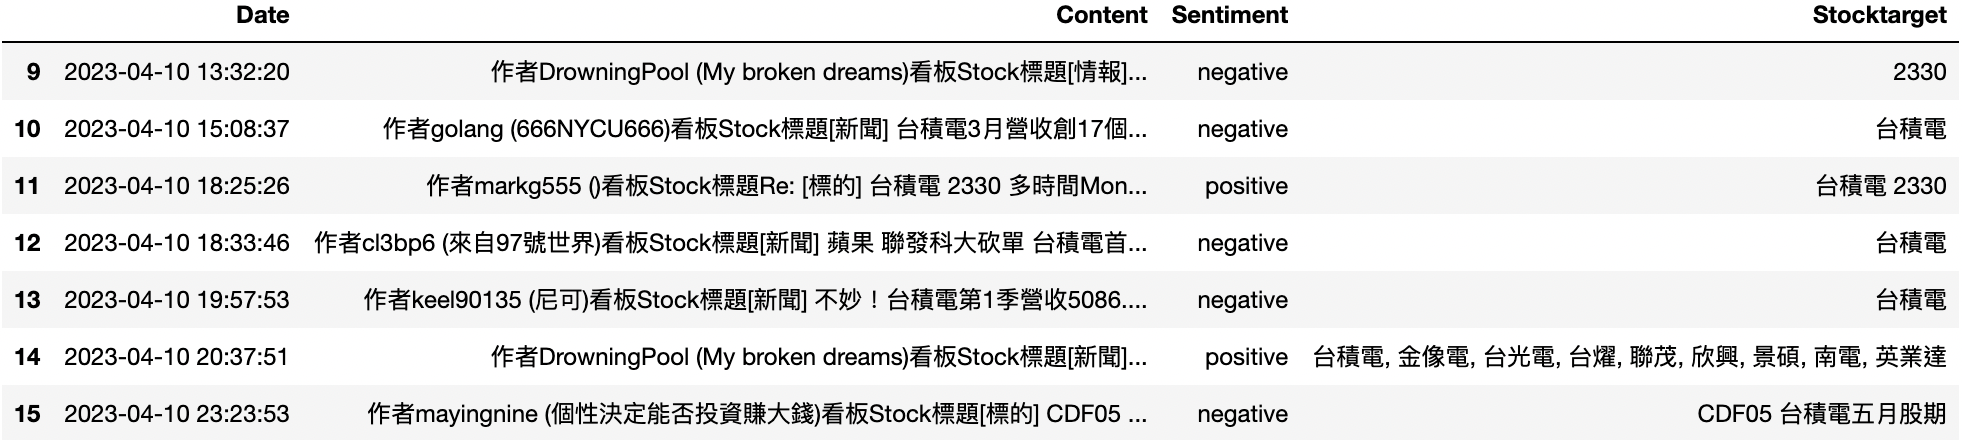 Date Content Sentiment Stocktarget
9 2023-04-10 13:32:20 作者DrowningPool (My broken dreams)看板Stock標題[情報]... negative 2330
10 2023-04-10 15:08:37 作者golang (666NYCU666)看板Stock標題[新聞] 台積電3月營收創17個... negative 台積電
11 2023-04-10 18:25:26 作者markg555 ()看板Stock標題Re: [標的] 台積電 2330 多時間Mon... positive 台積電 2330
12 2023-04-10 18:33:46 作者cl3bp6 (來自97號世界)看板Stock標題[新聞] 蘋果 聯發科大砍單 台積電首... negative 台積電
13 2023-04-10 19:57:53 作者keel90135 (尼可)看板Stock標題[新聞] 不妙！台積電第1季營收5086.... negative 台積電
14 2023-04-10 20:37:51 作者DrowningPool (My broken dreams)看板Stock標題[新聞]... positive 台積電, 金像電, 台光電, 台燿, 聯茂, 欣興, 景碩, 南電, 英業達
15 2023-04-10 23:23:53 作者mayingnine (個性決定能否投資賺大錢)看板Stock標題[標的] CDF05 ... negative CDF05 台積電五月股期